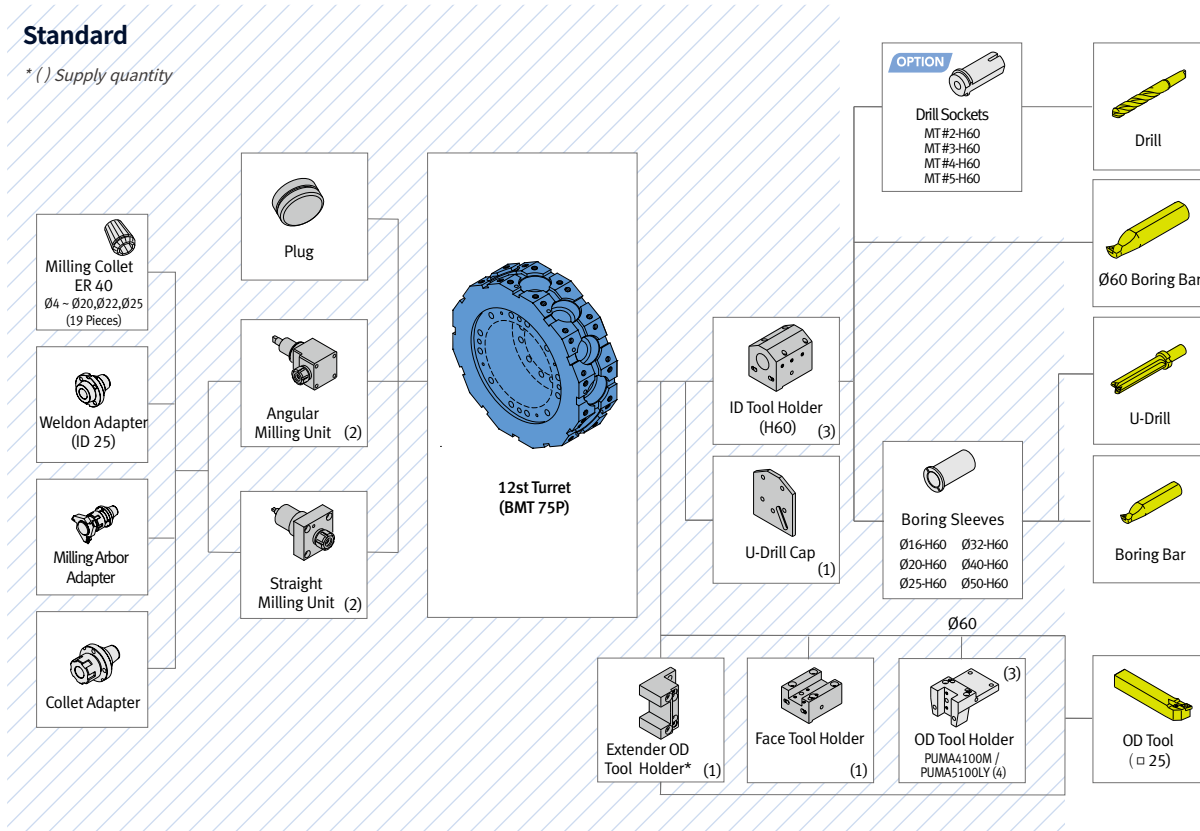 Standard
* ( ) Supply quantity
OPTION
Drill Sockets
MT#2-H60
MT#3-H60
MT#4-H60
MT#5-H60
Drill
Plug
Milling Collet
ER 40
Ø4 ~ Ø20,Ø22,Ø25
(19 Pieces)
Ø60 Boring Bar
Weldon Adapter
(ID 25)
Angular
Milling Unit (2)
ID Tool Holder
(H60) (3)
U-Drill
12st Turret
(BMT 75P)
Milling Arbor
Adapter
Straight
Milling Unit (2)
U-Drill Cap
(1)
Boring Sleeves
Ø16-H60 Ø32-H60
Ø20-H60 Ø40-H60
Ø25-H60 Ø50-H60
Boring Bar
Ø60
Collet Adapter
Extender OD
Tool Holder* (1)
Face Tool Holder
(1)
(3)
OD Tool Holder
PUMA4100M /
PUMA5100LY (4)
OD Tool
(□ 25)